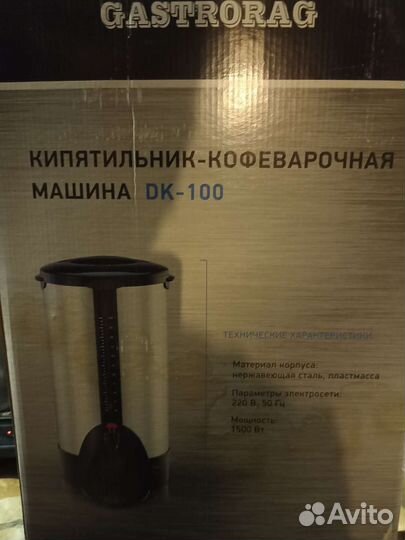 GASTRORAG
КИПЯТИЛЬНИК-КОФЕВАРОЧНАЯ
МАШИНА DK-100
ТЕХНИЧЕСКИЕ ХАРАКТЕРИСТИКИ
Материал корпуса:
нержавеющая сталь, пластмасса
Параметры электросети:
220 В, 50 Гц
Мощность:
1500 Вт
Avito